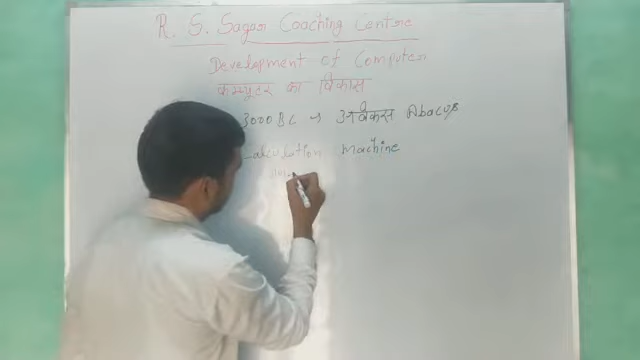 R. S. Sagar Coaching Centre
Development of Computer
कम्प्युटर का विकास
3000 BC → अबेकस Abacus
Calculation Machine